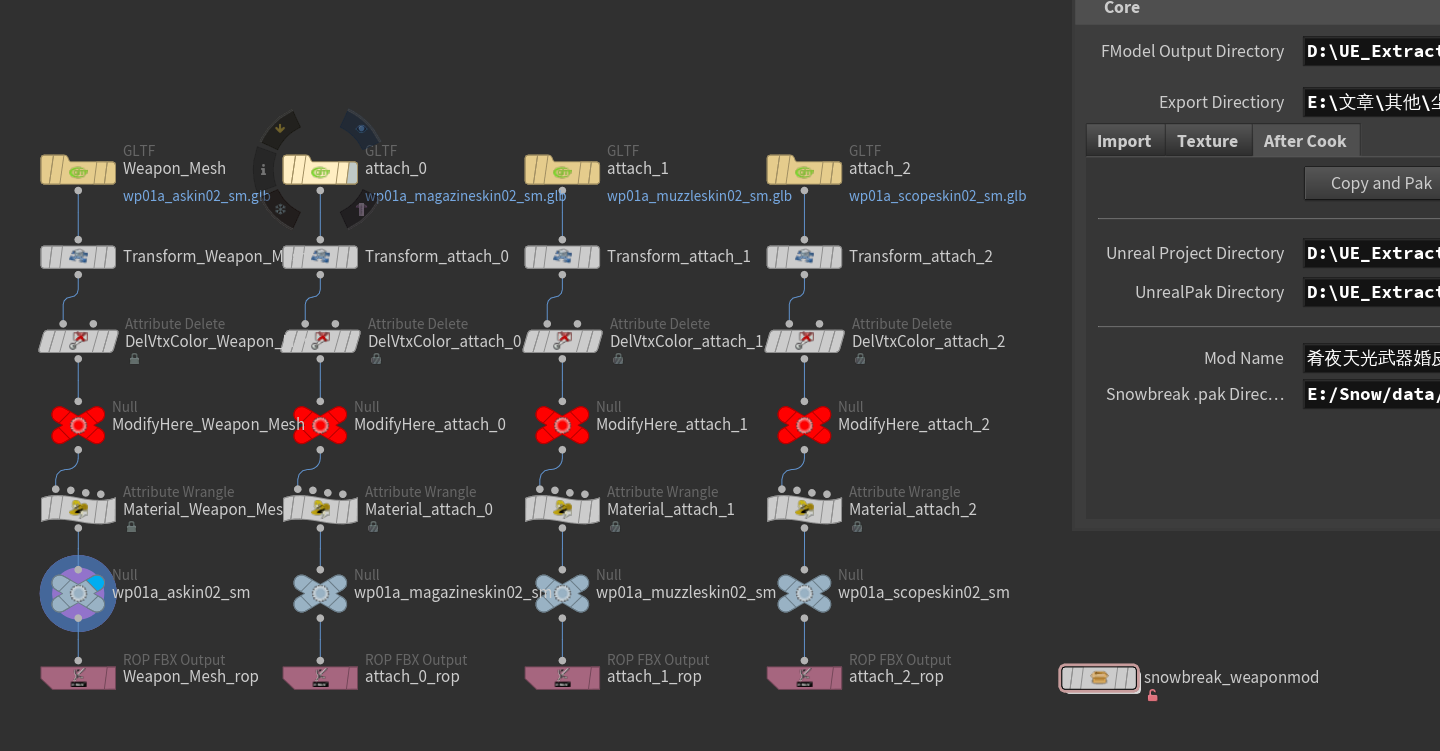 Core
FModel Output Directory D:\UE_Extract
Export Directiory E:\文章\其他\尘
Import Texture After Cook
Copy and Pak
Unreal Project Directory D:\UE_Extract
UnrealPak Directory D:\UE_Extract
Mod Name 肴夜天光武器婚皮
Snowbreak .pak Direc… E:/Snow/data/
GLTF GLTF GLTF GLTF
Weapon_Mesh attach_0 attach_1 attach_2
wp01a_askin02_sm.glb wp01a_magazineskin02_sm.glb wp01a_muzzleskin02_sm.glb wp01a_scopeskin02_sm.glb
Transform_Weapon_M Transform_attach_0 Transform_attach_1 Transform_attach_2
Attribute Delete Attribute Delete Attribute Delete Attribute Delete
DelVtxColor_Weapon_ DelVtxColor_attach_0 DelVtxColor_attach_1 DelVtxColor_attach_2
Null Null Null Null
ModifyHere_Weapon_Mesh ModifyHere_attach_0 ModifyHere_attach_1 ModifyHere_attach_2
Attribute Wrangle Attribute Wrangle Attribute Wrangle Attribute Wrangle
Material_Weapon_Mes Material_attach_0 Material_attach_1 Material_attach_2
Null Null Null Null
wp01a_askin02_sm wp01a_magazineskin02_sm wp01a_muzzleskin02_sm wp01a_scopeskin02_sm
ROP FBX Output ROP FBX Output ROP FBX Output ROP FBX Output
Weapon_Mesh_rop attach_0_rop attach_1_rop attach_2_rop
snowbreak_weaponmod